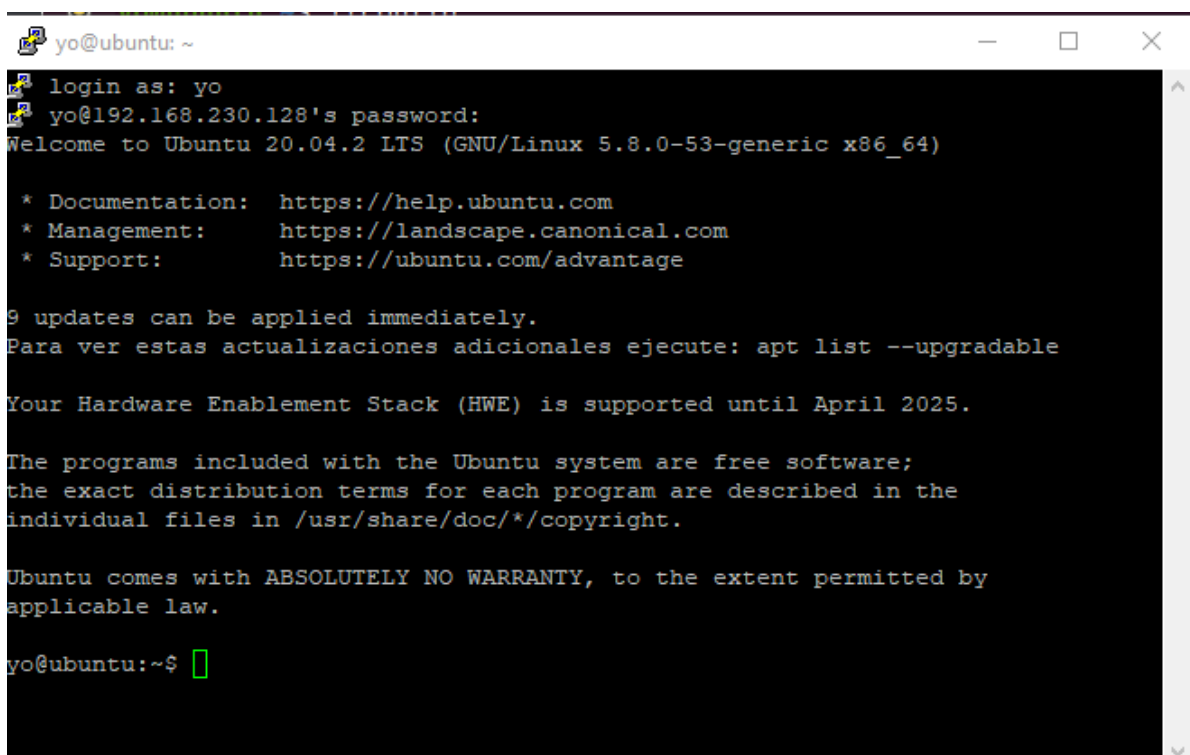 yo@ubuntu: ~
login as: yo
yo@192.168.230.128's password:
Welcome to Ubuntu 20.04.2 LTS (GNU/Linux 5.8.0-53-generic x86_64)
* Documentation:  https://help.ubuntu.com
* Management:     https://landscape.canonical.com
* Support:        https://ubuntu.com/advantage
9 updates can be applied immediately.
Para ver estas actualizaciones adicionales ejecute: apt list --upgradable
Your Hardware Enablement Stack (HWE) is supported until April 2025.
The programs included with the Ubuntu system are free software;
the exact distribution terms for each program are described in the
individual files in /usr/share/doc/*/copyright.
Ubuntu comes with ABSOLUTELY NO WARRANTY, to the extent permitted by
applicable law.
yo@ubuntu:~$